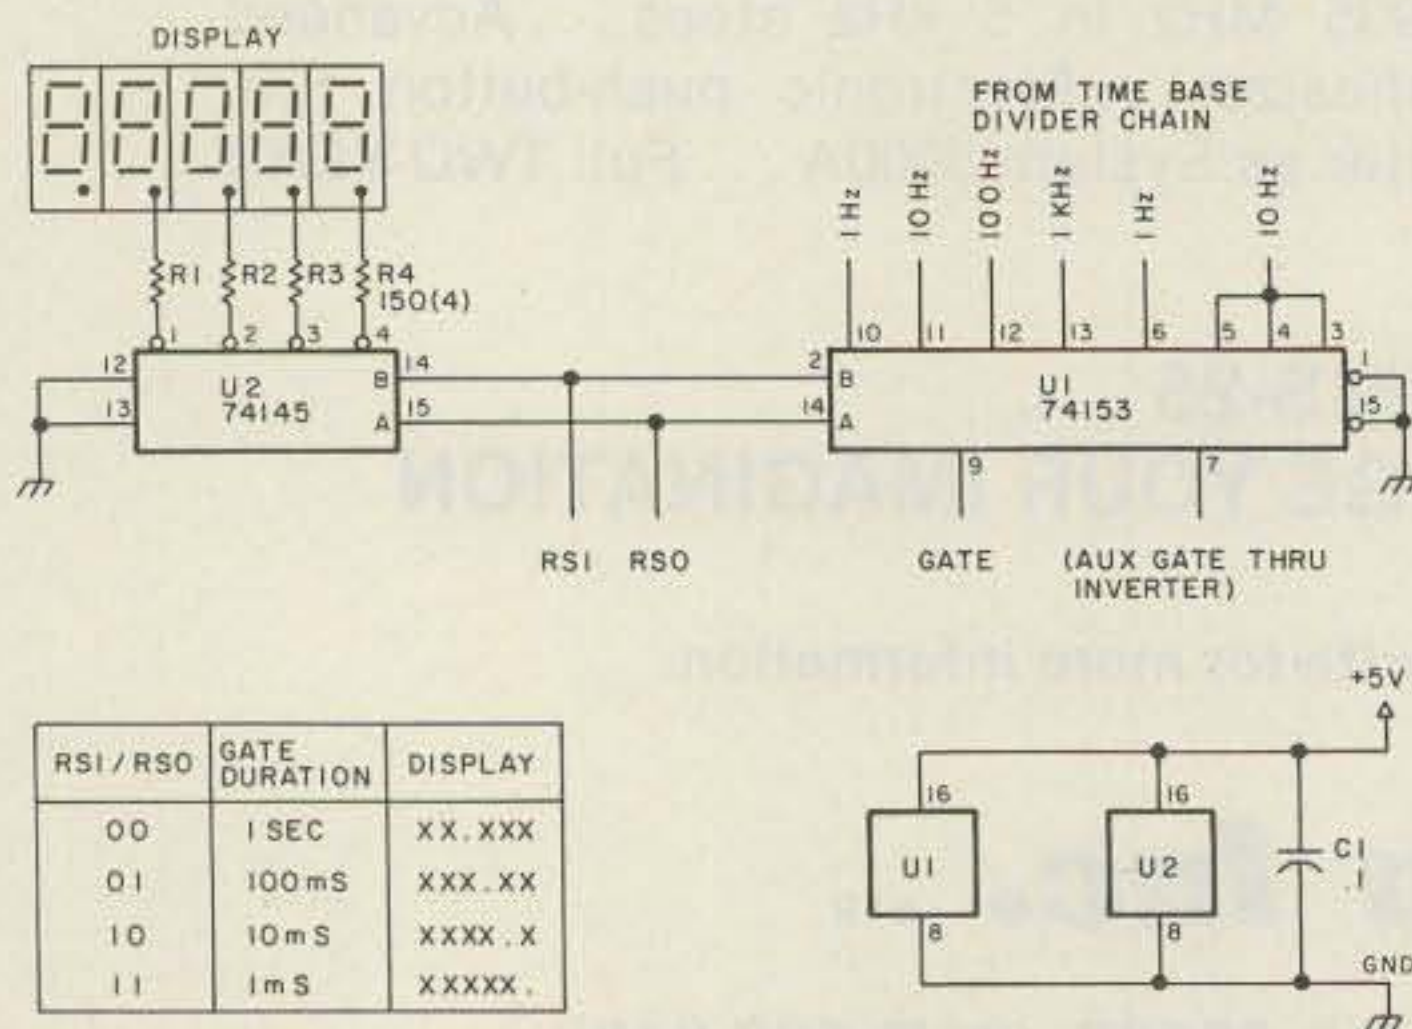 DISPLAY
FROM TIME BASE
DIVIDER CHAIN
1 Hz
10 Hz
100Hz
1 KHz
1 Hz
10 Hz
R1
R2
R3
R4
150(4)
1
2
3
4
10
11
12
13
6
5
4
3
12
13
U2
74145
B
A
14
15
2
14
B
A
U1
74153
1
15
9
7
RS1 RSO
GATE
(AUX GATE THRU
INVERTER)
RS1/RSO GATE DURATION DISPLAY
00 1 SEC XX.XXX
01 100mS XXX.XX
10 10mS XXXX.X
11 1mS XXXXX.
+5V
16
16
U1
U2
C1
.1
8
8
GND